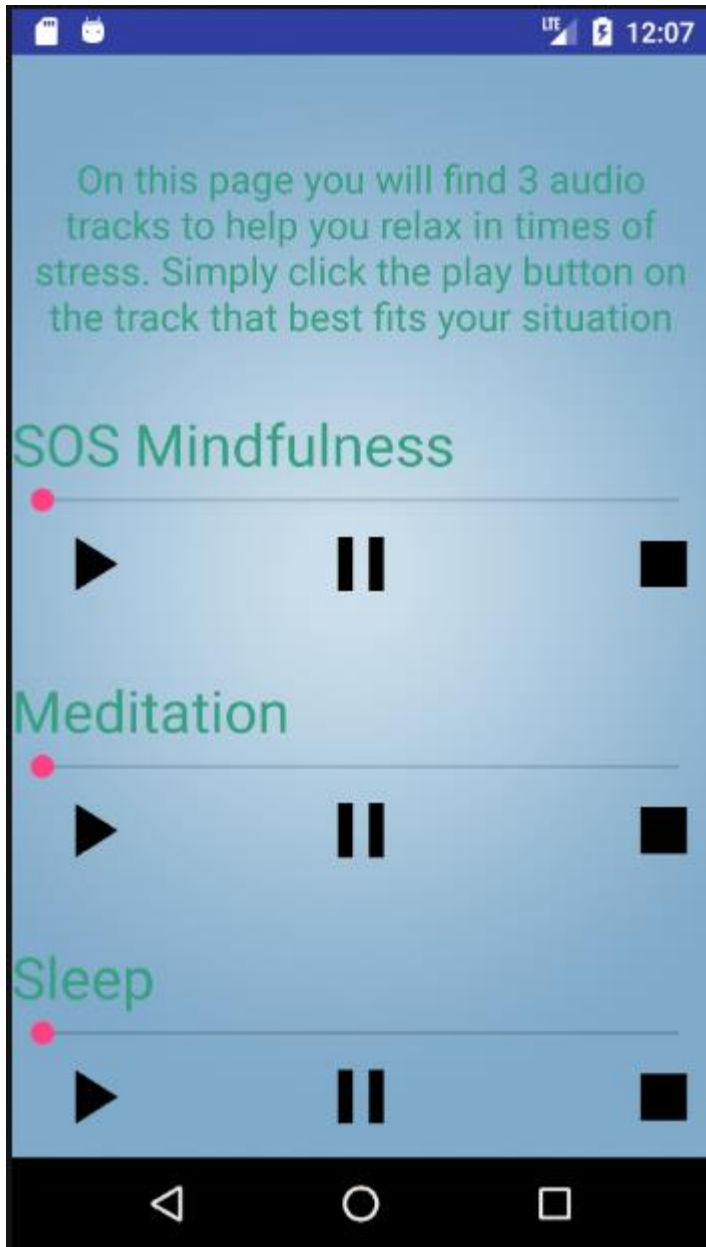 LTE 12:07
On this page you will find 3 audio
tracks to help you relax in times of
stress. Simply click the play button on
the track that best fits your situation
SOS Mindfulness
Meditation
Sleep